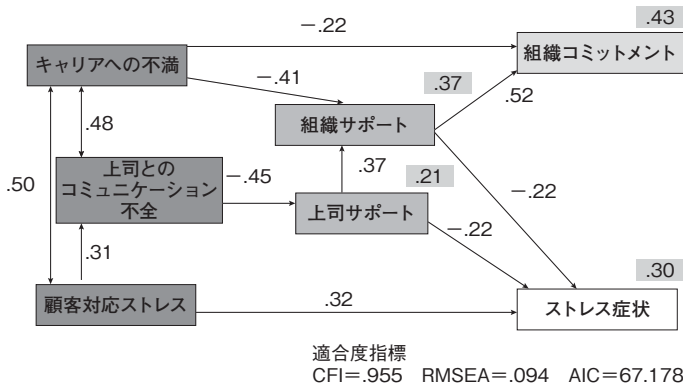 −.22
.43
キャリアへの不満
組織コミットメント
−.41
.37
.52
.48
組織サポート
上司との
コミュニケーション
不全
−.45
.37
.21
.50
−.22
上司サポート
−.22
.31
.30
顧客対応ストレス
.32
ストレス症状
適合度指標
CFI=.955 RMSEA=.094 AIC=67.178